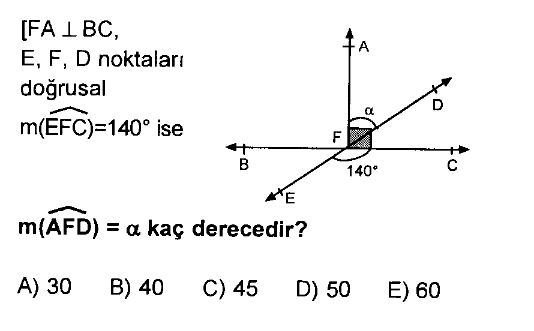 [FA ⊥ BC,
E, F, D noktaları
doğrusal
m(EFC)=140° ise
A
D
α
F
B
C
140°
E
m(AFD) = α kaç derecedir?
A) 30 B) 40 C) 45 D) 50 E) 60